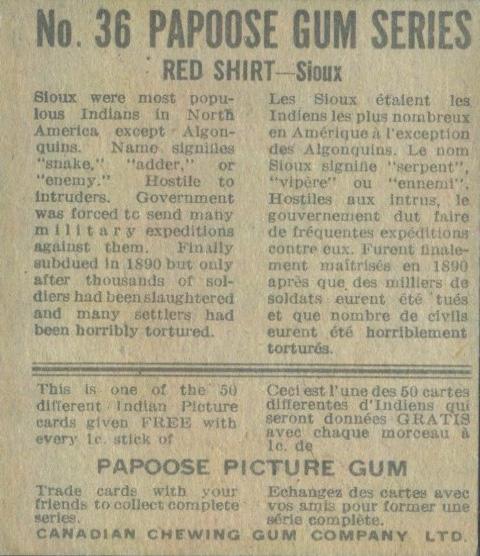 No. 36 PAPOOSE GUM SERIES
RED SHIRT—Sioux
Sioux were most popu-
lous Indians in North
America except Algon-
quins. Name signifies
"snake," "adder," or
"enemy." Hostile to
intruders. Government
was forced to send many
military expeditions
against them. Finally
subdued in 1890 but only
after thousands of sol-
diers had been slaughtered
and many settlers had
been horribly tortured.
Les Sioux étaient les
Indiens les plus nombreux
en Amérique à l'exception
des Algonquins. Le nom
Sioux signifie "serpent",
"vipère" ou "ennemi".
Hostiles aux intrus, le
gouvernement dut faire
de fréquentes expéditions
contre eux. Furent finale-
ment maîtrisés en 1890
après que des milliers de
soldats eurent été tués
et que nombre de civils
eurent été horriblement
torturés.
This is one of the 50
different Indian Picture
cards given FREE with
every 1c. stick of
Ceci est l'une des 50 cartes
differentes d'Indiens qui
seront données GRATIS
avec chaque morceau à
1c. de
PAPOOSE PICTURE GUM
Trade cards with your
friends to collect complete
series.
Echangez des cartes avec
vos amis pour former une
série complète.
CANADIAN CHEWING GUM COMPANY LTD.